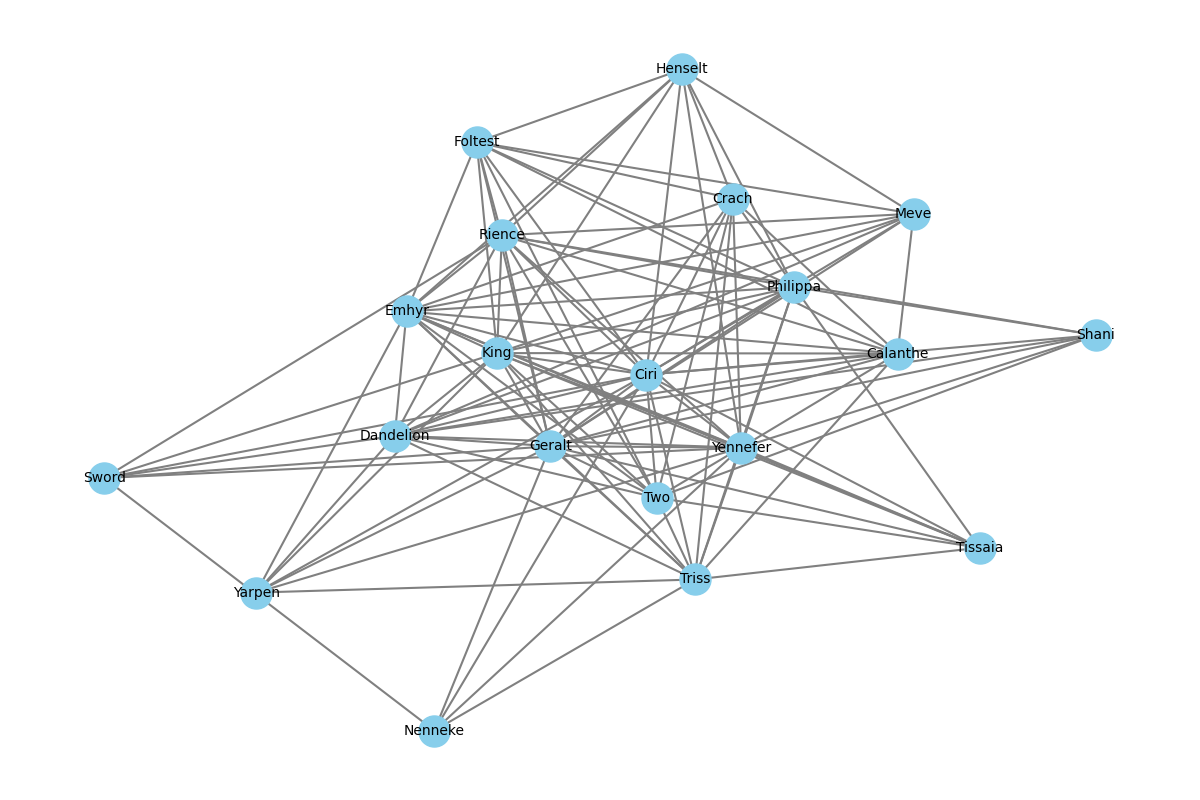 Henselt
Foltest
Crach
Meve
Rience
Philippa
Emhyr
Shani
King
Calanthe
Ciri
Dandelion
Geralt
Yennefer
Sword
Two
Tissaia
Triss
Yarpen
Nenneke